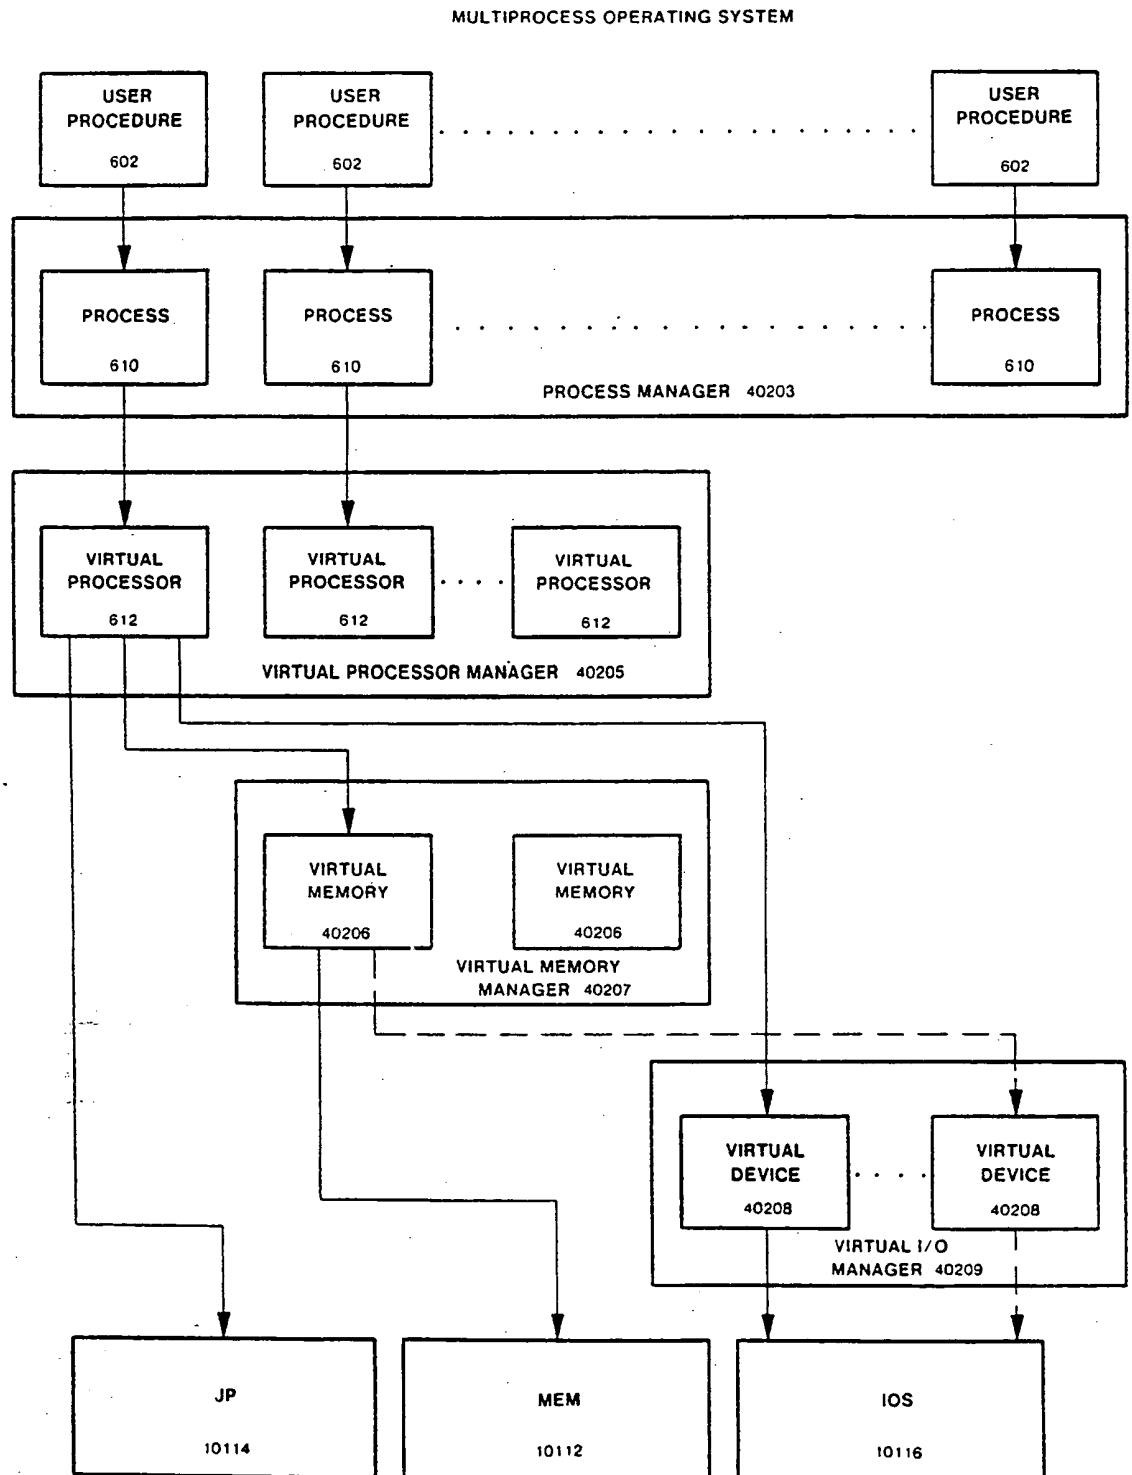 MULTIPROCESS OPERATING SYSTEM
USER
PROCEDURE
602
USER
PROCEDURE
602
USER
PROCEDURE
602
PROCESS
610
PROCESS
610
PROCESS
610
PROCESS MANAGER 40203
VIRTUAL
PROCESSOR
612
VIRTUAL
PROCESSOR
612
VIRTUAL
PROCESSOR
612
VIRTUAL PROCESSOR MANAGER 40205
VIRTUAL
MEMORY
40206
VIRTUAL
MEMORY
40206
VIRTUAL MEMORY
MANAGER 40207
VIRTUAL
DEVICE
40208
VIRTUAL
DEVICE
40208
VIRTUAL I/O
MANAGER 40209
JP
10114
MEM
10112
IOS
10116